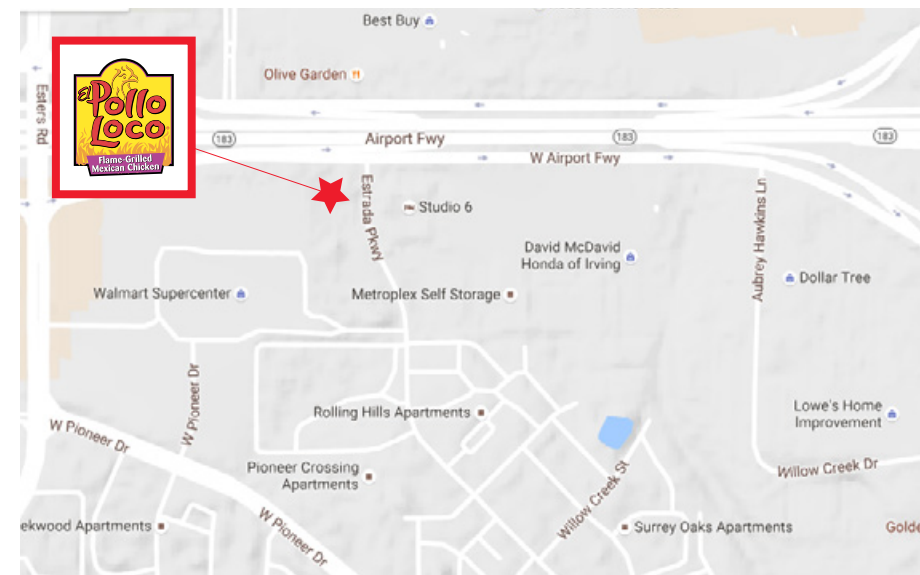 Best Buy
Olive Garden
Esters Rd
El
Pollo
Loco
Flame-Grilled
Mexican Chicken
183
Airport Fwy
183
183
W Airport Fwy
Estrada Pkwy
Studio 6
Aubrey Hawkins Ln
David McDavid
Honda of Irving
Dollar Tree
Walmart Supercenter
Metroplex Self Storage
W Pioneer Dr
Rolling Hills Apartments
Lowe's Home
Improvement
W Pioneer Dr
Pioneer Crossing
Apartments
Willow Creek Dr
Willow Creek St
ekwood Apartments
W Pioneer Dr
Surrey Oaks Apartments
Golde